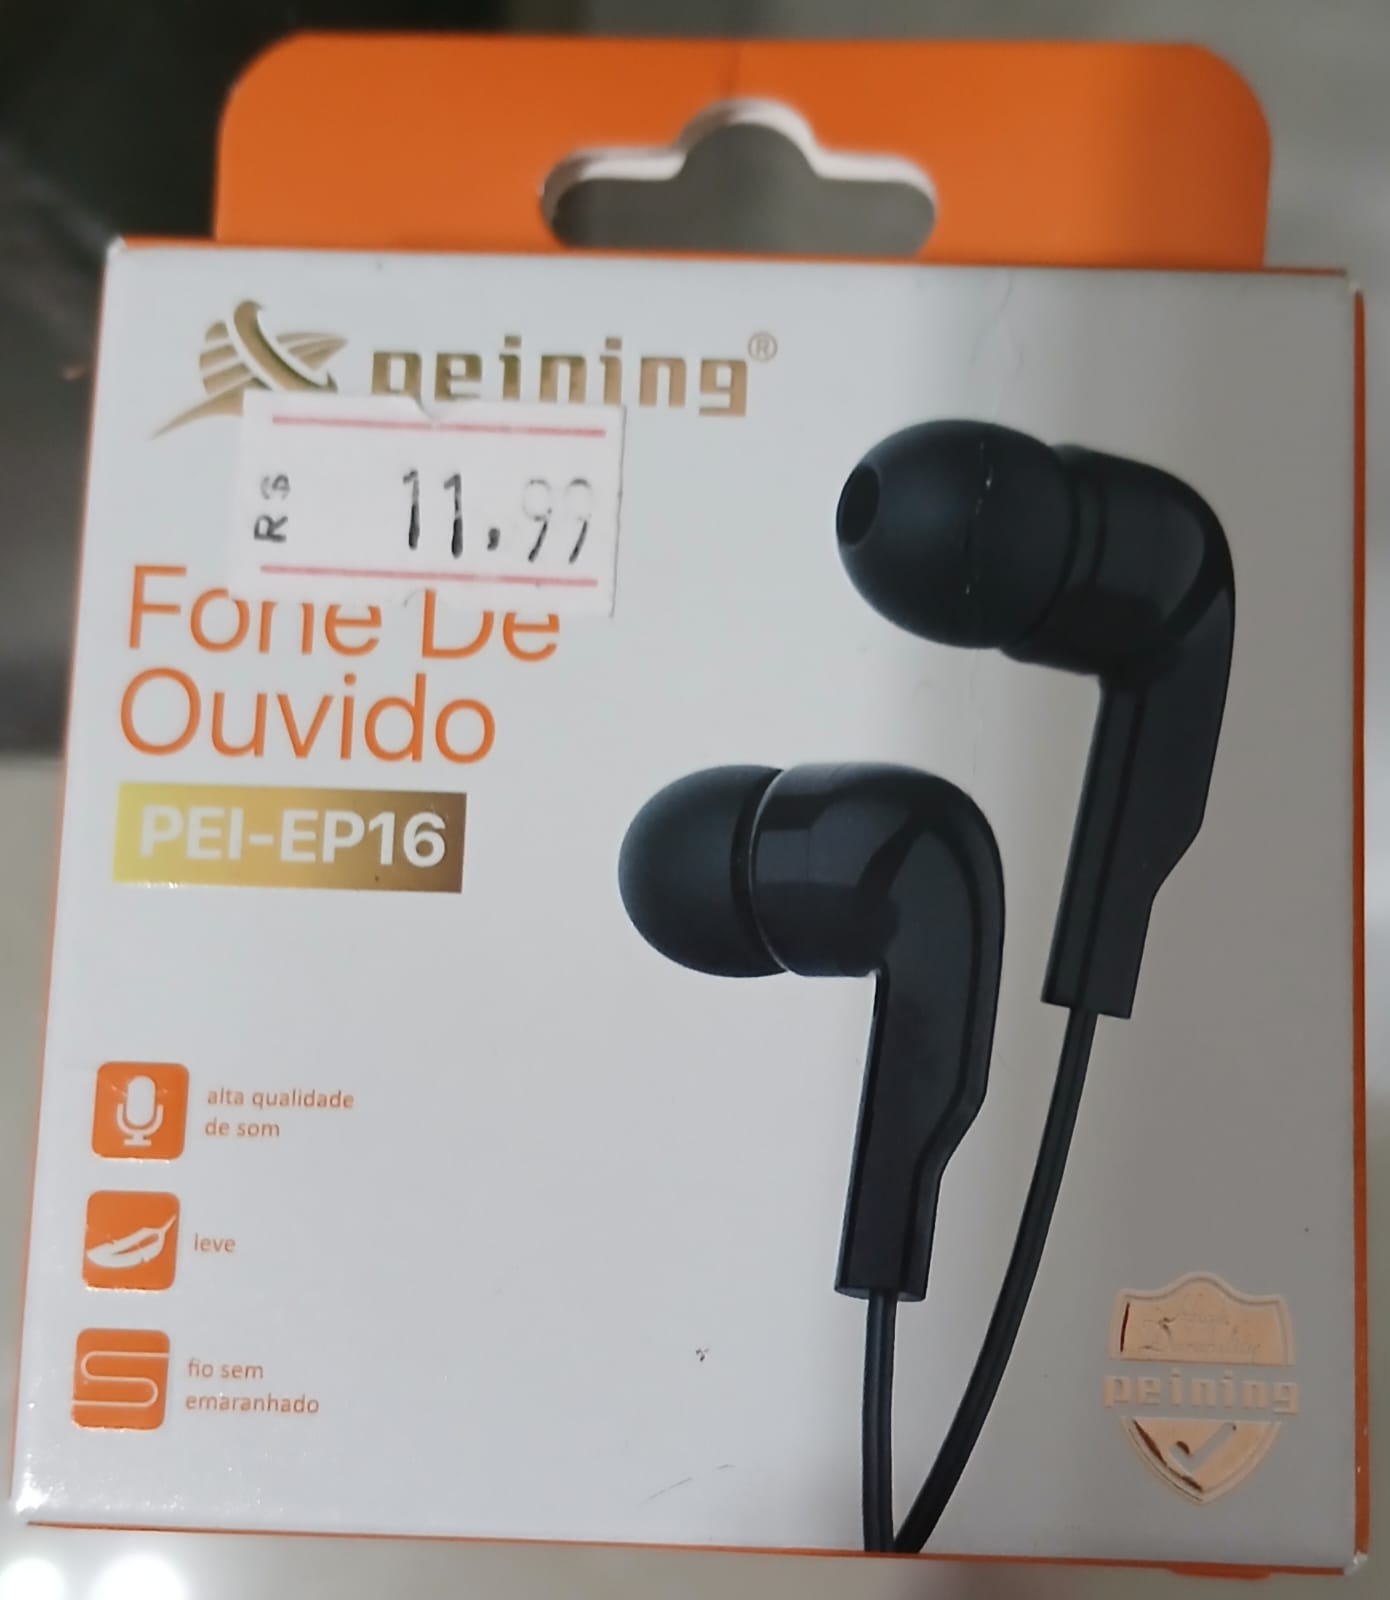 peining®
R$ 11,99
Fone De
Ouvido
PEI-EP16
alta qualidade
de som
leve
fio sem
emaranhado
peining